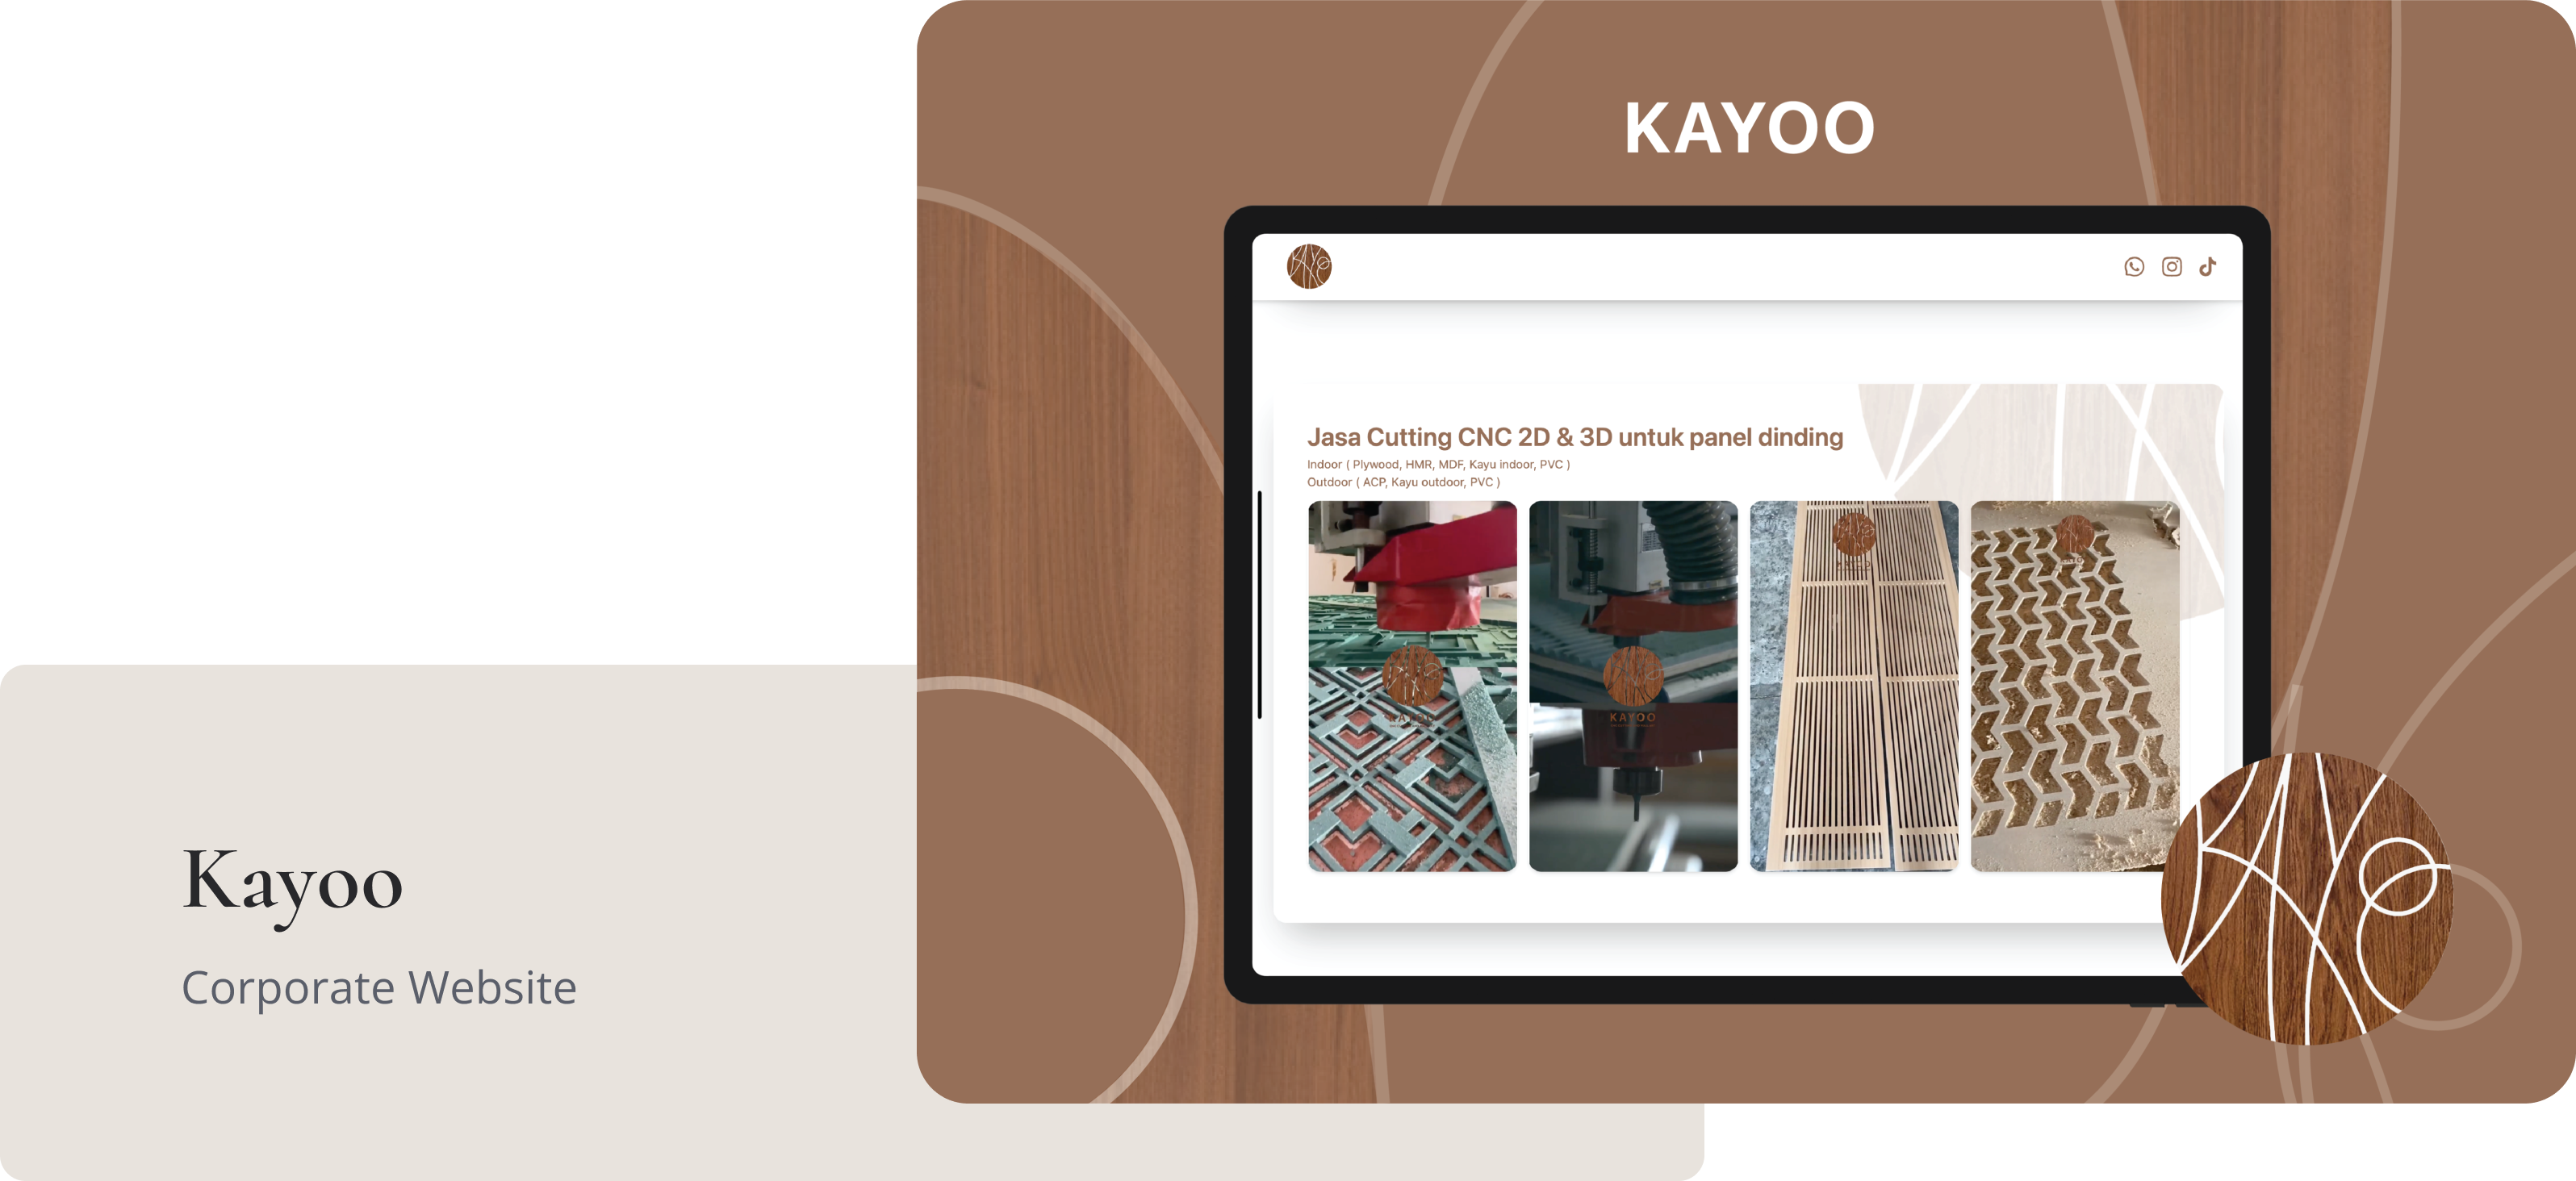 KAYOO
Jasa Cutting CNC 2D & 3D untuk panel dinding
Indoor ( Plywood, HMR, MDF, Kayu indoor, PVC )
Outdoor ( ACP, Kayu outdoor, PVC )
KAYOO
KAYOO
Kayoo
Corporate Website